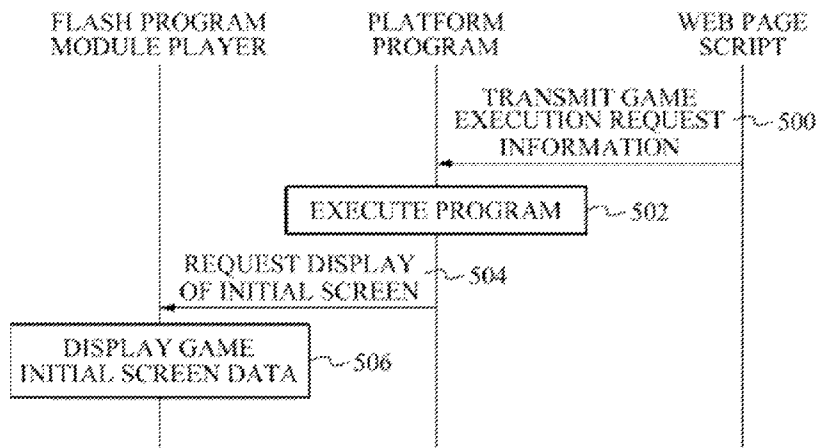 FLASH PROGRAM
MODULE PLAYER
PLATFORM
PROGRAM
WEB PAGE
SCRIPT
TRANSMIT GAME
EXECUTION REQUEST
INFORMATION
500
EXECUTE PROGRAM
502
REQUEST DISPLAY
OF INITIAL SCREEN
504
DISPLAY GAME
INITIAL SCREEN DATA
506